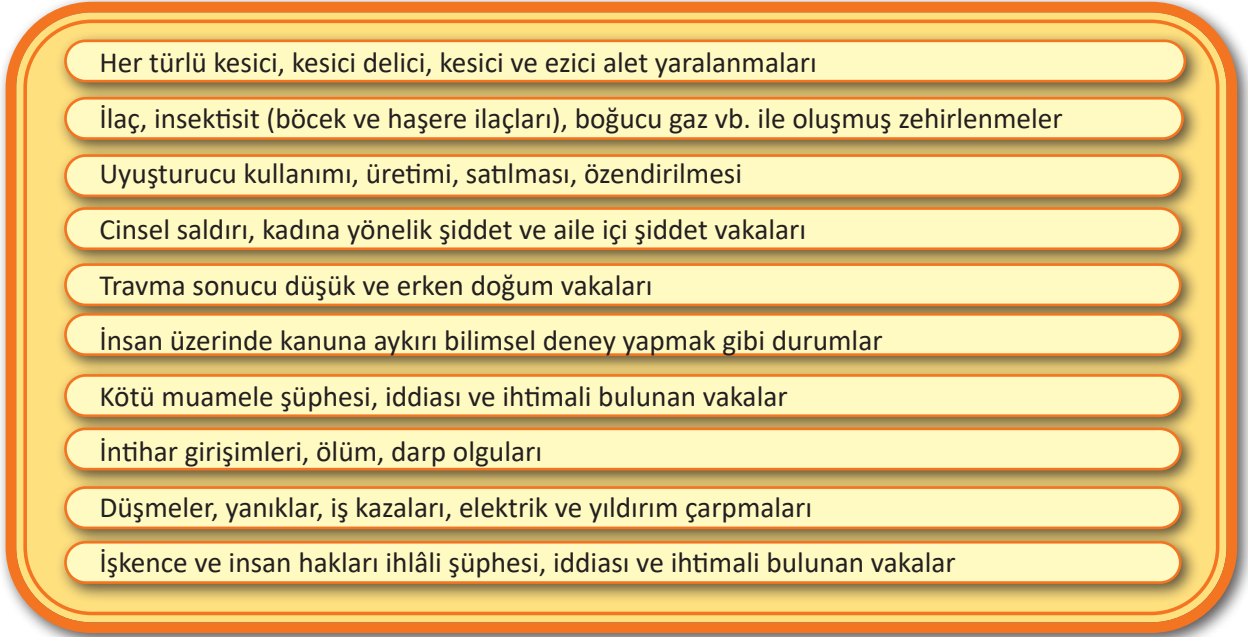 Her türlü kesici, kesici delici, kesici ve ezici alet yaralanmaları
İlaç, insektisit (böcek ve haşere ilaçları), boğucu gaz vb. ile oluşmuş zehirlenmeler
Uyuşturucu kullanımı, üretimi, satılması, özendirilmesi
Cinsel saldırı, kadına yönelik şiddet ve aile içi şiddet vakaları
Travma sonucu düşük ve erken doğum vakaları
İnsan üzerinde kanuna aykırı bilimsel deney yapmak gibi durumlar
Kötü muamele şüphesi, iddiası ve ihtimali bulunan vakalar
İntihar girişimleri, ölüm, darp olguları
Düşmeler, yanıklar, iş kazaları, elektrik ve yıldırım çarpmaları
İşkence ve insan hakları ihlâli şüphesi, iddiası ve ihtimali bulunan vakalar